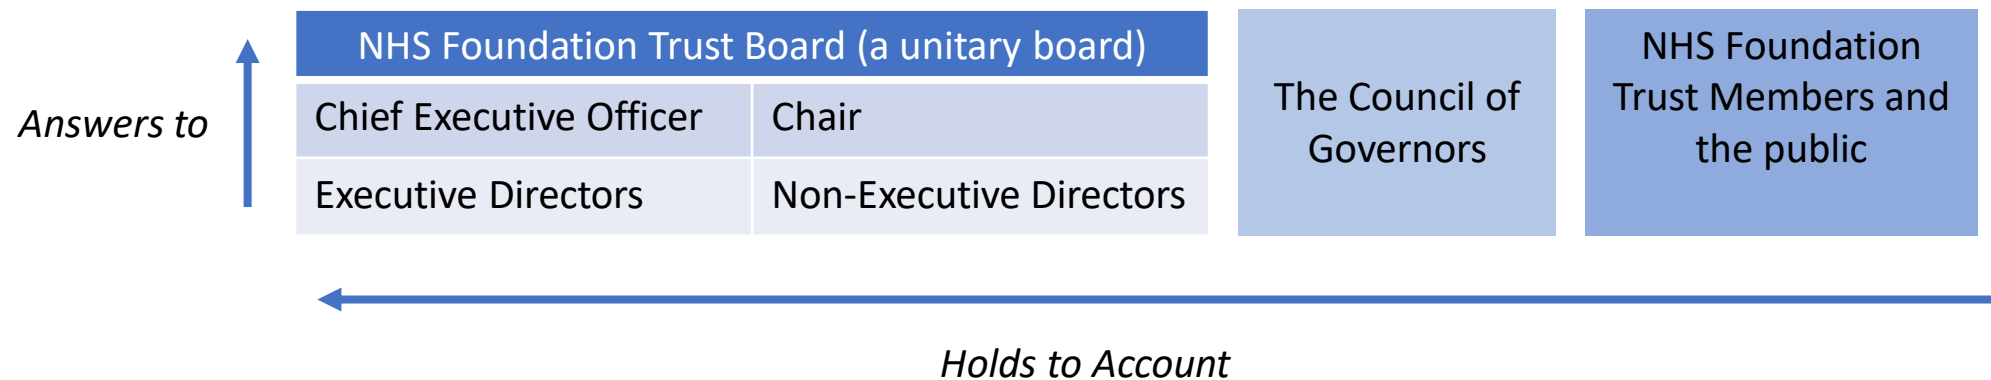 NHS Foundation Trust Board (a unitary board)
Answers to
Chief Executive Officer
Chair
Executive Directors
Non-Executive Directors
The Council of
Governors
NHS Foundation
Trust Members and
the public
Holds to Account